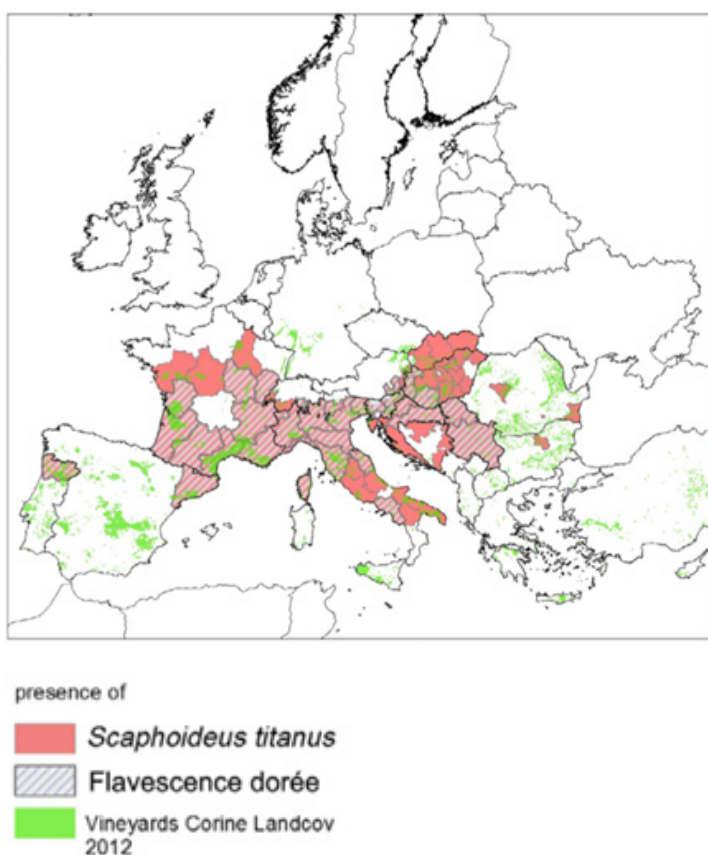 presence of
Scaphoideus titanus
Flavescence dorée
Vineyards Corine Landcov
2012